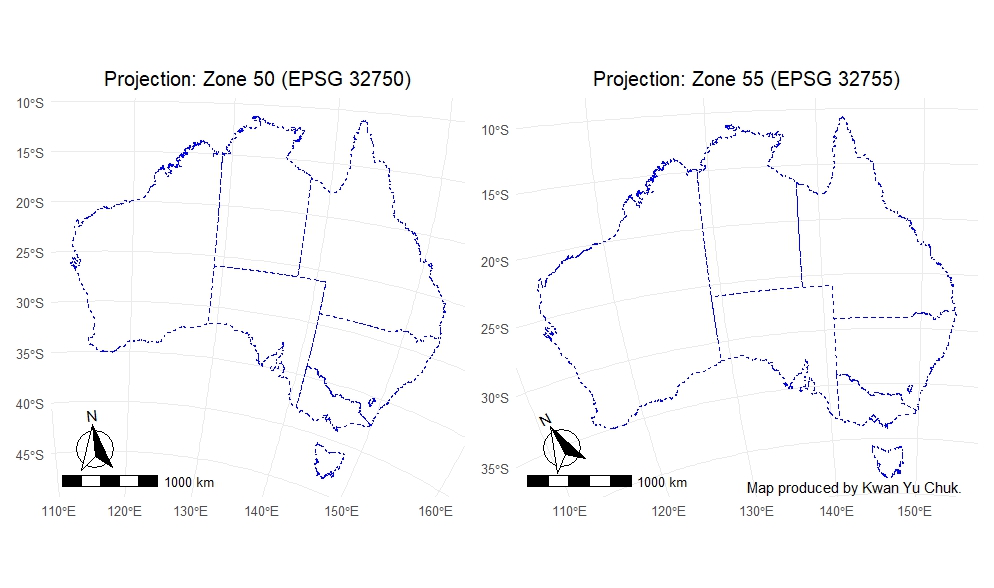 Projection: Zone 50 (EPSG 32750)
10°S
15°S
20°S
25°S
30°S
35°S
40°S
45°S
N
1000 km
110°E 120°E 130°E 140°E 150°E 160°E
Projection: Zone 55 (EPSG 32755)
10°S
15°S
20°S
25°S
30°S
35°S
N
1000 km
Map produced by Kwan Yu Chuk.
110°E 120°E 130°E 140°E 150°E